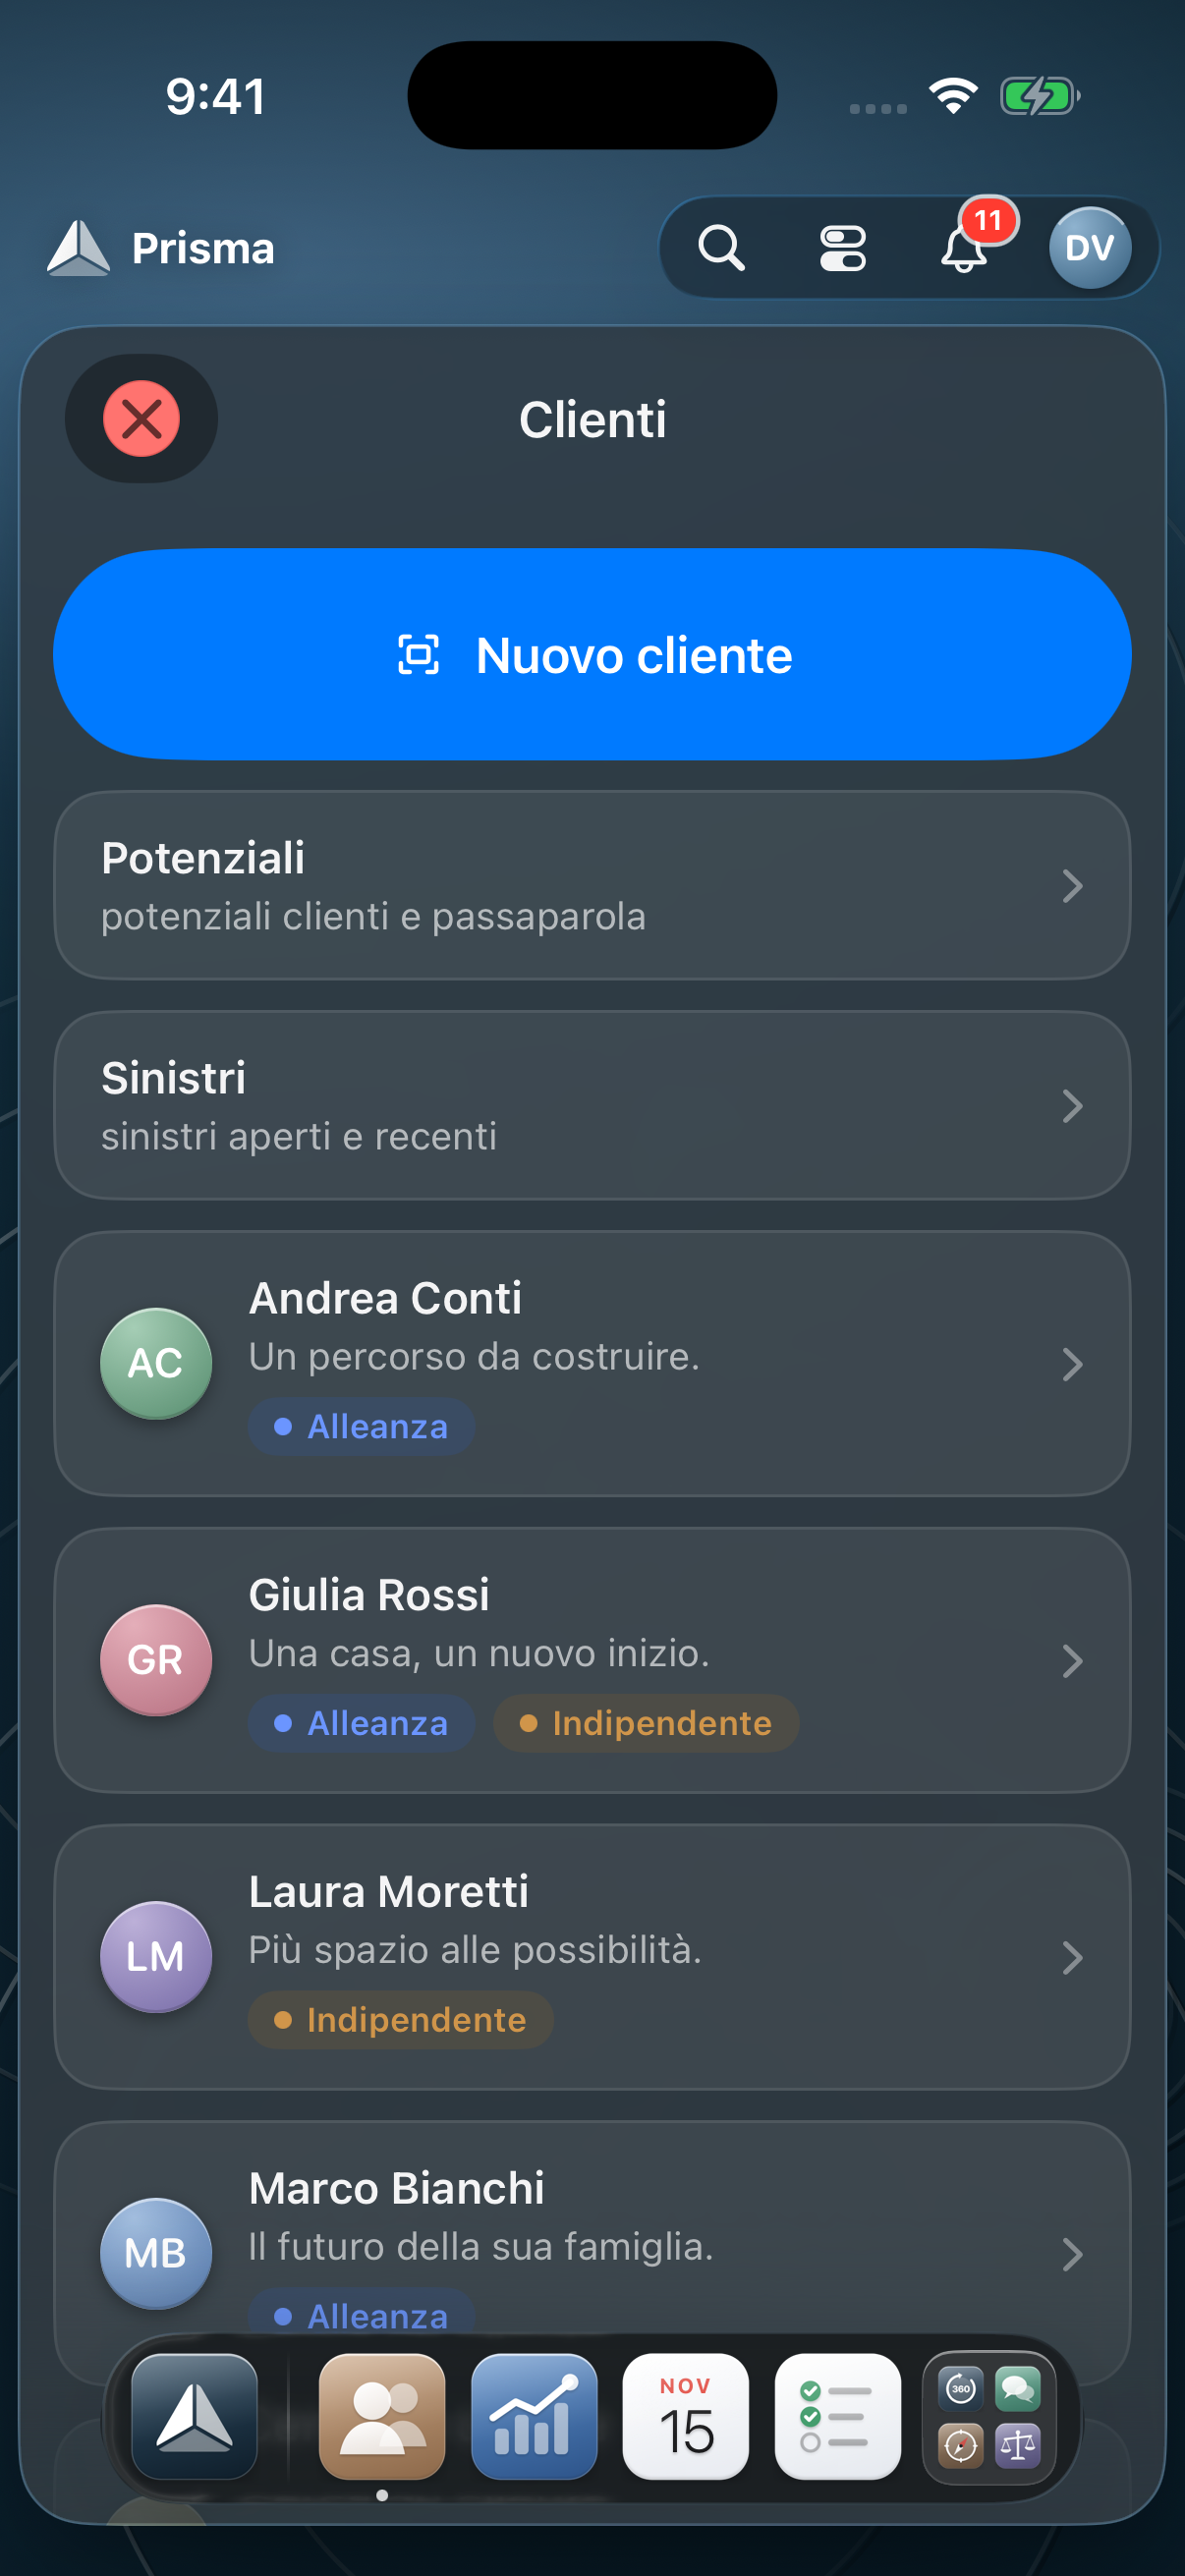 9:41
Prisma
11
DV
Clienti
Nuovo cliente
Potenziali
potenziali clienti e passaparola
Sinistri
sinistri aperti e recenti
AC
Andrea Conti
Un percorso da costruire.
Alleanza
GR
Giulia Rossi
Una casa, un nuovo inizio.
Alleanza Indipendente
LM
Laura Moretti
Più spazio alle possibilità.
Indipendente
MB
Marco Bianchi
Il futuro della sua famiglia.
Alleanza
NOV
15
360